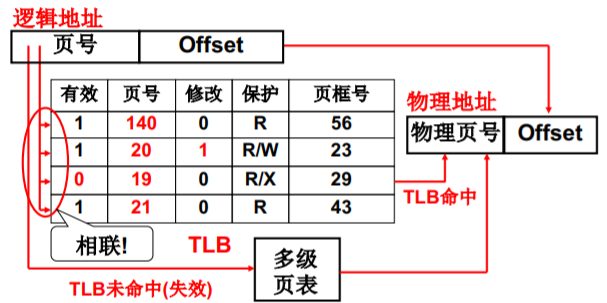 逻辑地址
页号 Offset
有效 页号 修改 保护 页框号
1 140 0 R 56
1 20 1 R/W 23
0 19 0 R/X 29
1 21 0 R 43
物理地址
物理页号 Offset
TLB命中
相联!
TLB
多级
页表
TLB未命中(失效)